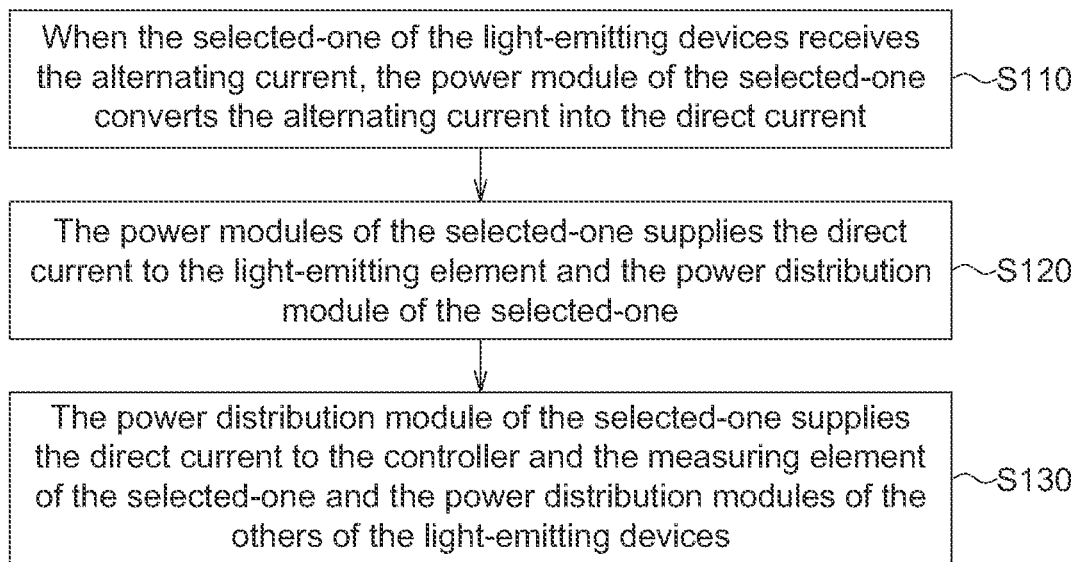 When the selected-one of the light-emitting devices receives
the alternating current, the power module of the selected-one
converts the alternating current into the direct current
S110
The power modules of the selected-one supplies the direct
current to the light-emitting element and the power distribution
module of the selected-one
S120
The power distribution module of the selected-one supplies
the direct current to the controller and the measuring element
of the selected-one and the power distribution modules of the
others of the light-emitting devices
S130